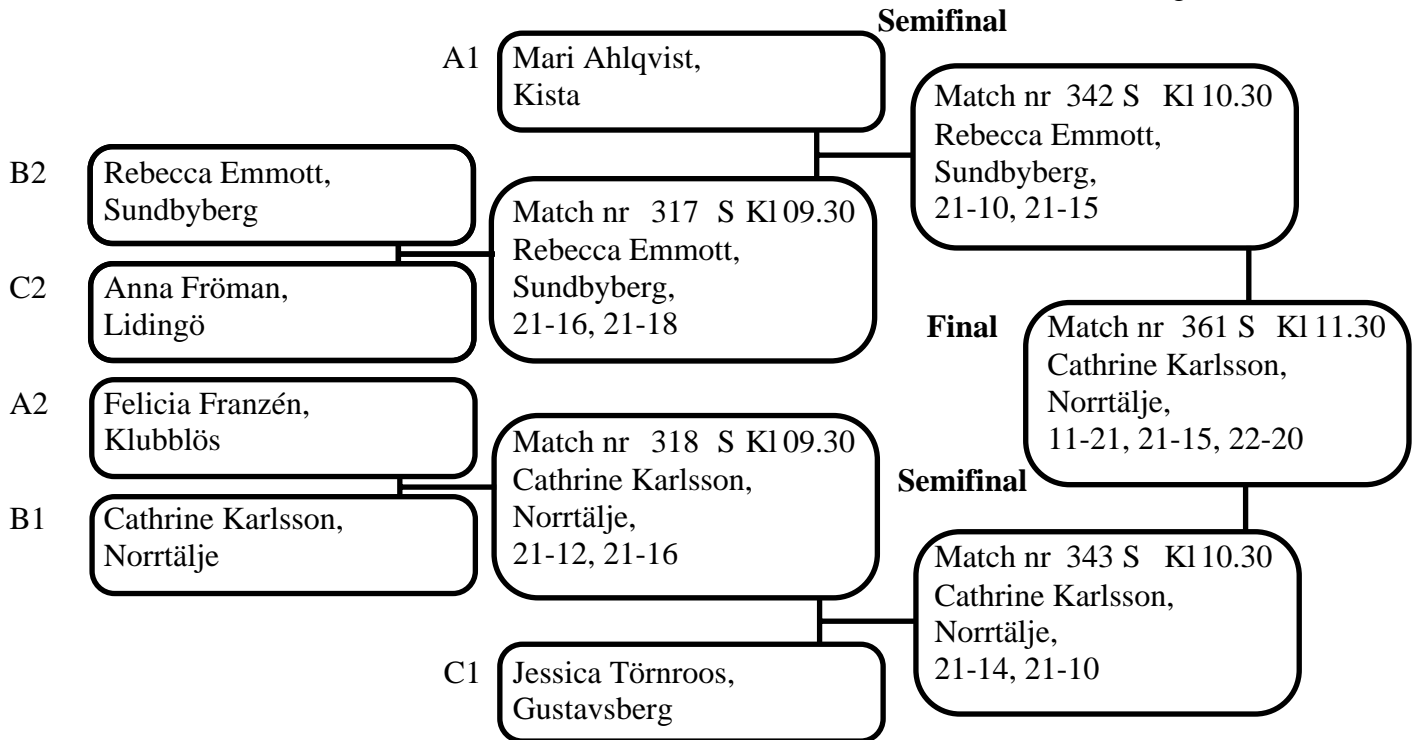 Semifinal
A1
Mari Ahlqvist,
Kista
Match nr 342 S Kl 10.30
Rebecca Emmott,
Sundbyberg,
21-10, 21-15
B2
Rebecca Emmott,
Sundbyberg
Match nr 317 S Kl 09.30
Rebecca Emmott,
Sundbyberg,
21-16, 21-18
C2
Anna Fröman,
Lidingö
Final
Match nr 361 S Kl 11.30
Cathrine Karlsson,
Norrtälje,
11-21, 21-15, 22-20
A2
Felicia Franzén,
Klubblös
Match nr 318 S Kl 09.30
Cathrine Karlsson,
Norrtälje,
21-12, 21-16
Semifinal
B1
Cathrine Karlsson,
Norrtälje
Match nr 343 S Kl 10.30
Cathrine Karlsson,
Norrtälje,
21-14, 21-10
C1
Jessica Törnroos,
Gustavsberg